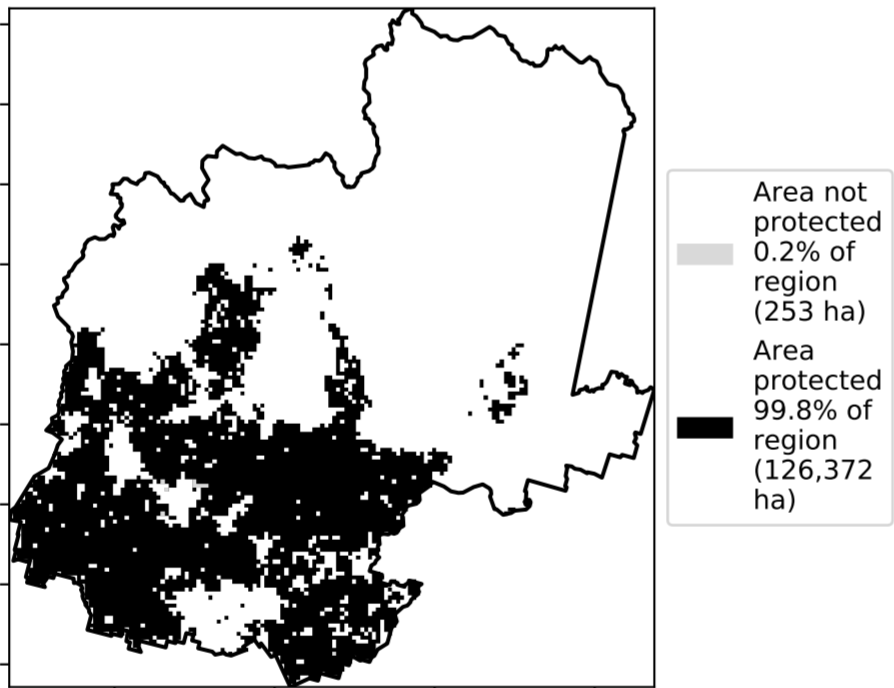 Area not
protected
0.2% of
region
(253 ha)
Area
protected
99.8% of
region
(126,372
ha)